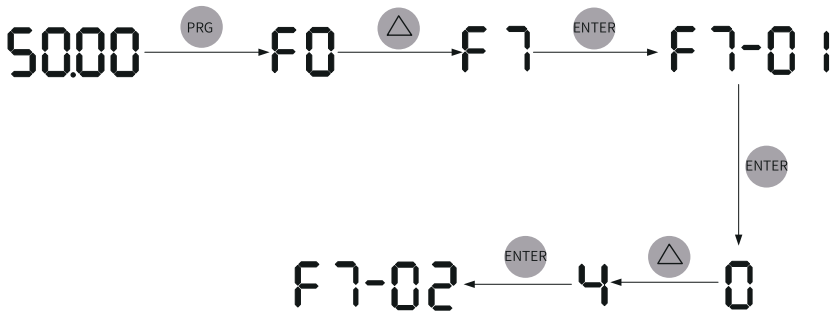 50.00 PRG F0 △ F7 ENTER F7-01
ENTER
F7-02 ENTER 4 △ 0